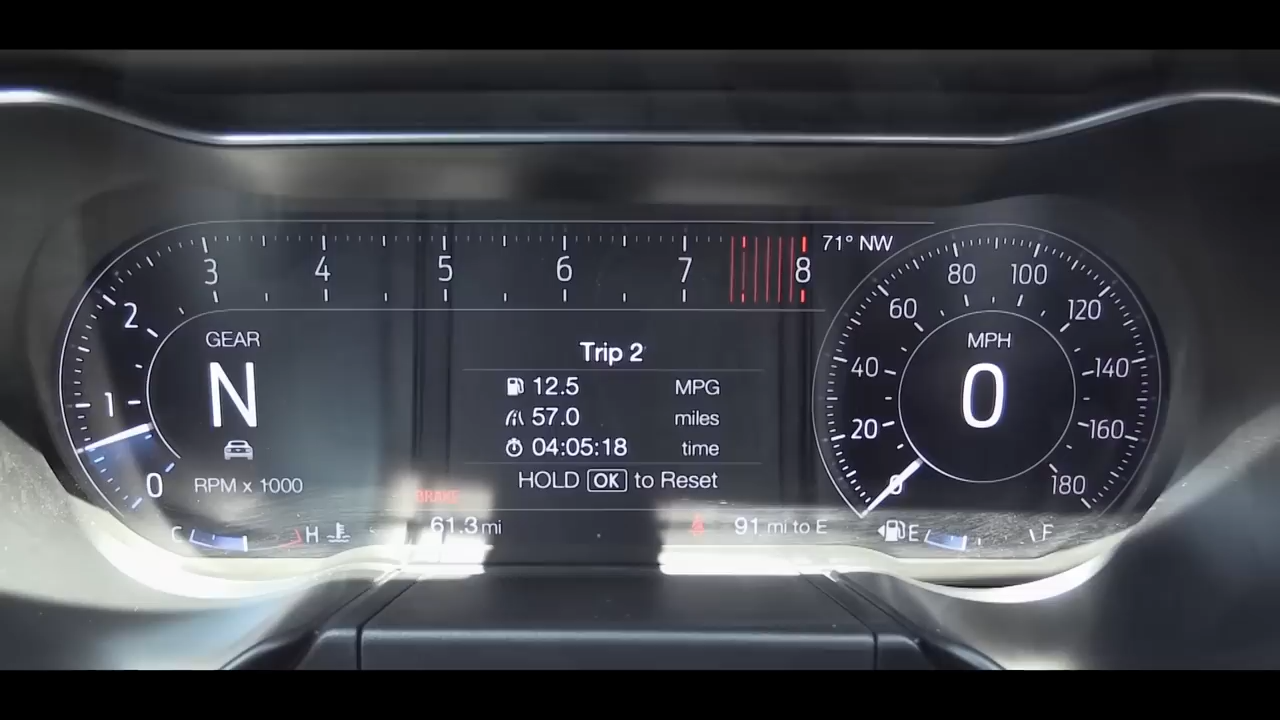 3 4 5 6 7 8 71° NW
2
1
0
GEAR
N
RPM x 1000
C H
Trip 2
12.5 MPG
57.0 miles
04:05:18 time
HOLD OK to Reset
BRAKE
61.3 mi
91 mi to E
0 20 40 60 80 100 120 140 160 180
MPH
0
E F